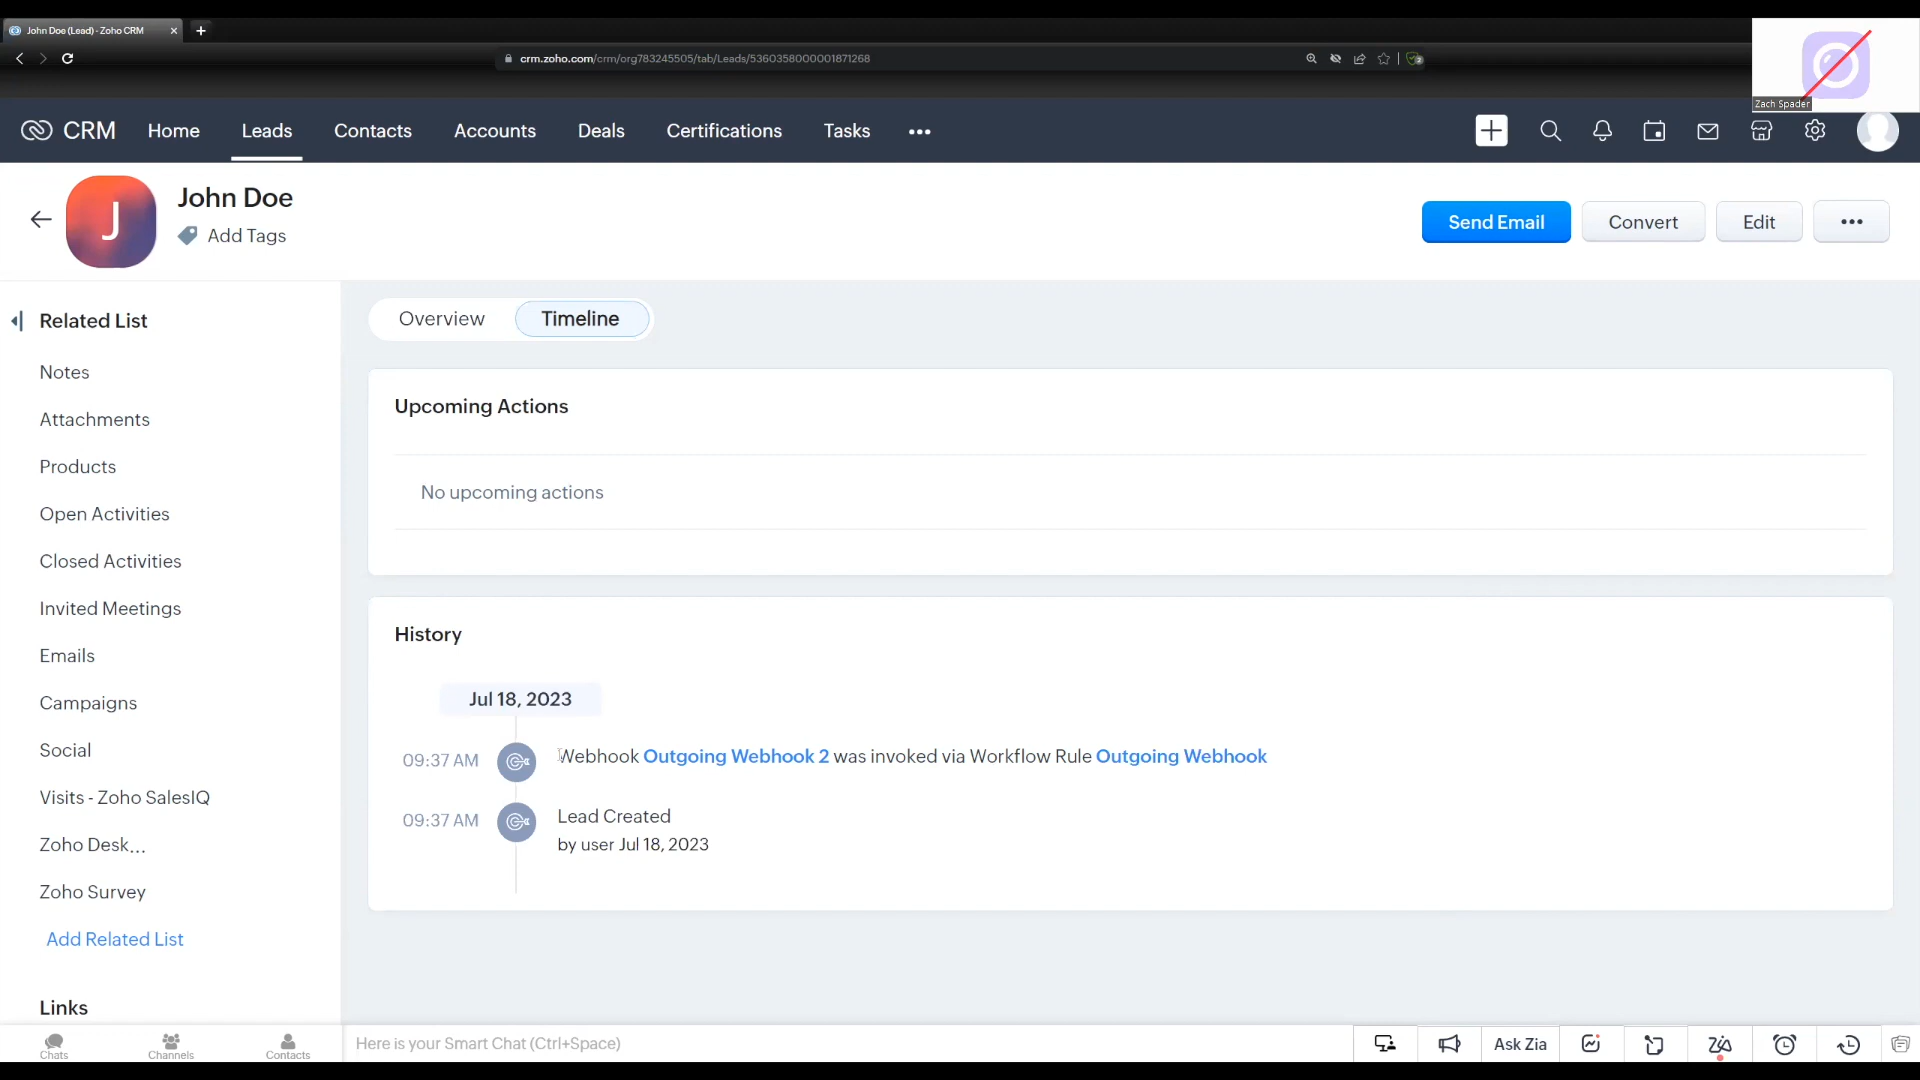 John Doe (Lead) - Zoho CRM
crm.zoho.com/crm/org783245505/tab/Leads/5360358000001871268
Zach Spader
CRM Home Leads Contacts Accounts Deals Certifications Tasks •••
J
John Doe
Add Tags
Send Email Convert Edit •••
Related List
Notes
Attachments
Products
Open Activities
Closed Activities
Invited Meetings
Emails
Campaigns
Social
Visits - Zoho SalesIQ
Zoho Desk...
Zoho Survey
Add Related List
Links
Overview Timeline
Upcoming Actions
No upcoming actions
History
Jul 18, 2023
09:37 AM Webhook Outgoing Webhook 2 was invoked via Workflow Rule Outgoing Webhook
09:37 AM Lead Created
by user Jul 18, 2023
Chats Channels Contacts Here is your Smart Chat (Ctrl+Space) Ask Zia